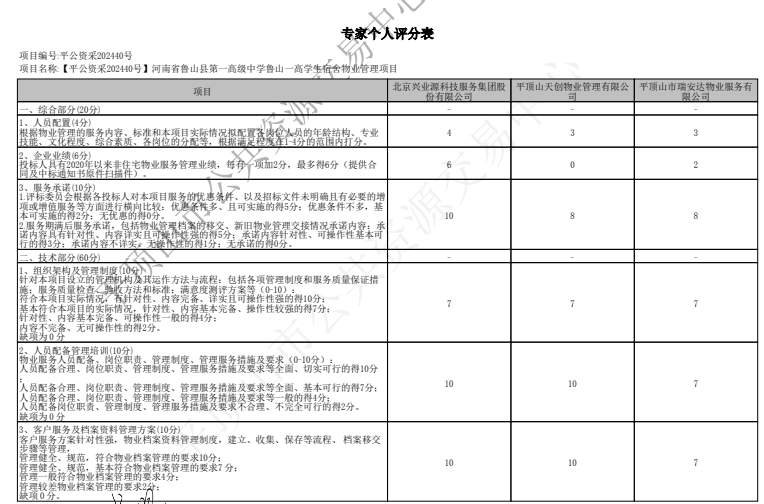 专家个人评分表
项目编号:平公资采202440号
项目名称:【平公资采202440号】河南省鲁山县第一高级中学鲁山一高学生宿舍物业管理项目
项目 北京兴业源科技服务集团股份有限公司 平顶山天创物业管理有限公司 平顶山市瑞安达物业服务有限公司
一、综合部分(20分) - - -
1、人员配置(4分)
根据物业管理的服务内容、标准和本项目实际情况拟配置各岗位人员的年龄结构、专业
技能、文化程度、综合素质、各岗位的分配等，根据满足程度在1-4分的范围内打分。
4 3 3
2、企业业绩(6分)
投标人具有2020年以来非住宅物业服务管理业绩，每有一项加2分，最多得6分（提供合
同及中标通知书原件扫描件）。
6 0 2
3、服务承诺(10分)
1.评标委员会根据各投标人对本项目服务的优惠条件、以及招标文件未明确且有必要的增
项或增值服务等方面进行横向比较：优惠条件多、且可实施的得5分；优惠条件不多，基
本可实施的得2分；无优惠的得0分。
2.服务期满后服务承诺，包括物业管理档案的移交、新旧物业管理交接情况承诺内容：承
诺内容具有针对性、内容详实且可操作性强的得5分；承诺内容针对性、可操作性基本可
行的得3分；承诺内容不详实，无操作性的得1分；无承诺的得0分。
10 8 8
二、技术部分(60分) - - -
1、组织架构及管理制度(10分)
针对本项目设立的管理机构及其运作方法与流程；包括各项管理制度和服务质量保证措
施；服务质量检查、验收方法和标准；满意度测评方案等（0-10）：
符合本项目实际情况，有针对性、内容完备、详实且可操作性强的得10分；
基本符合本项目的实际情况，针对性、内容基本完备、操作性较强的得7分；
针对性、内容基本完备、可操作性一般的得4分；
内容不完备、无可操作性的得2分。
缺项为0分
7 7 7
2、人员配备管理培训(10分)
物业服务人员配备、岗位职责、管理制度、管理服务措施及要求（0-10分）：
人员配备合理、岗位职责、管理制度、管理服务措施及要求等全面、切实可行的得10分
；
人员配备合理、岗位职责、管理制度、管理服务措施及要求等全面、基本可行的得7分；
人员配备合理、岗位职责、管理制度、管理服务措施及要求等一般的得4分；
人员配备岗位职责、管理制度、管理服务措施及要求不合理、不完全可行的得2分。
缺项为0分
10 10 7
3、客户服务及档案资料管理方案(10分)
客户服务方案针对性强，物业档案资料管理制度，建立、收集、保存等流程、档案移交
步骤等管理，
管理健全、规范，符合物业档案管理的要求10分；
管理健全、规范，基本符合物业档案管理的要求7分；
管理一般符合物业档案管理的要求4分；
管理较差物业档案管理的要求2分；
缺项0分。
10 10 7